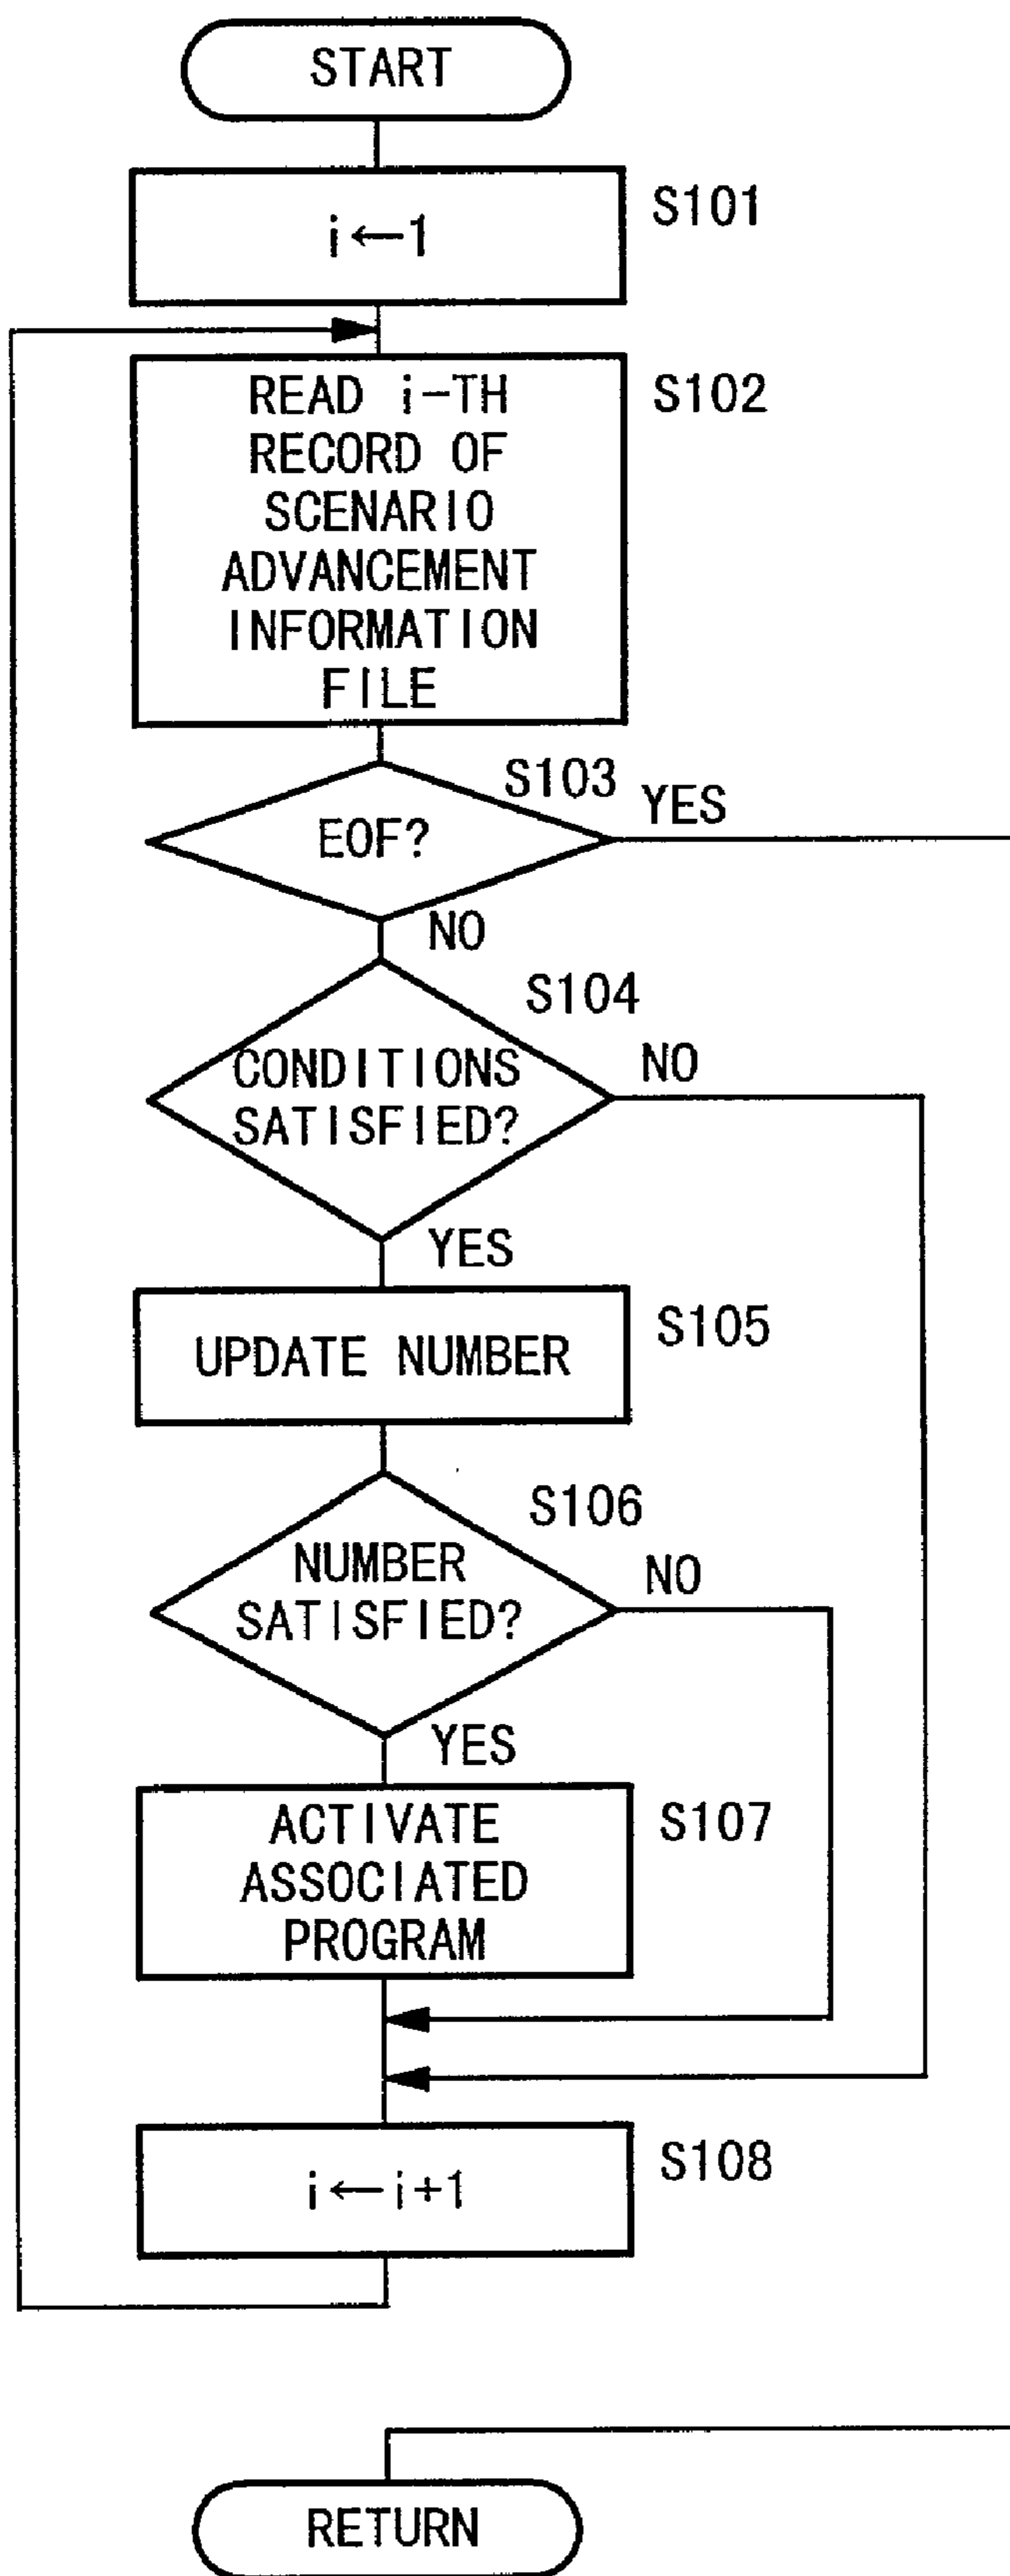 START
i←1
S101
READ i-TH
RECORD OF
SCENARIO
ADVANCEMENT
INFORMATION
FILE
S102
EOF?
S103
YES
NO
CONDITIONS
SATISFIED?
S104
NO
YES
UPDATE NUMBER
S105
NUMBER
SATISFIED?
S106
NO
YES
ACTIVATE
ASSOCIATED
PROGRAM
S107
i←i+1
S108
RETURN